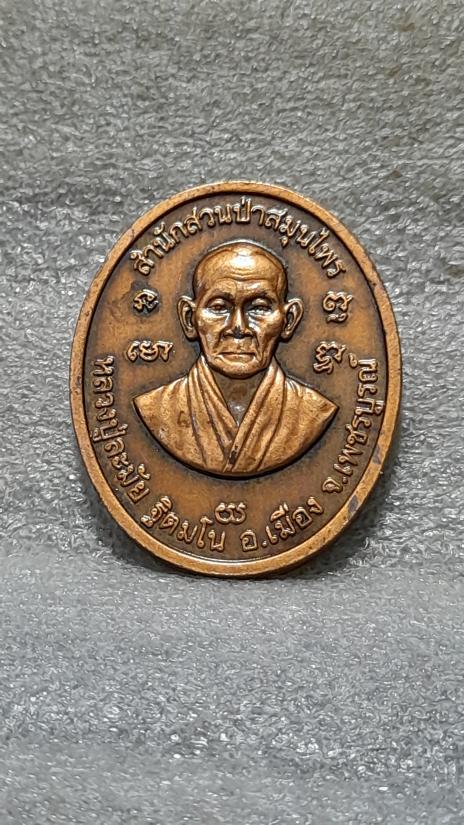 สำนักสวนป่าสมุนไพร
หลวงปู่ละมัย ฐิตมโน อ.เมือง จ.เพชรบูรณ์